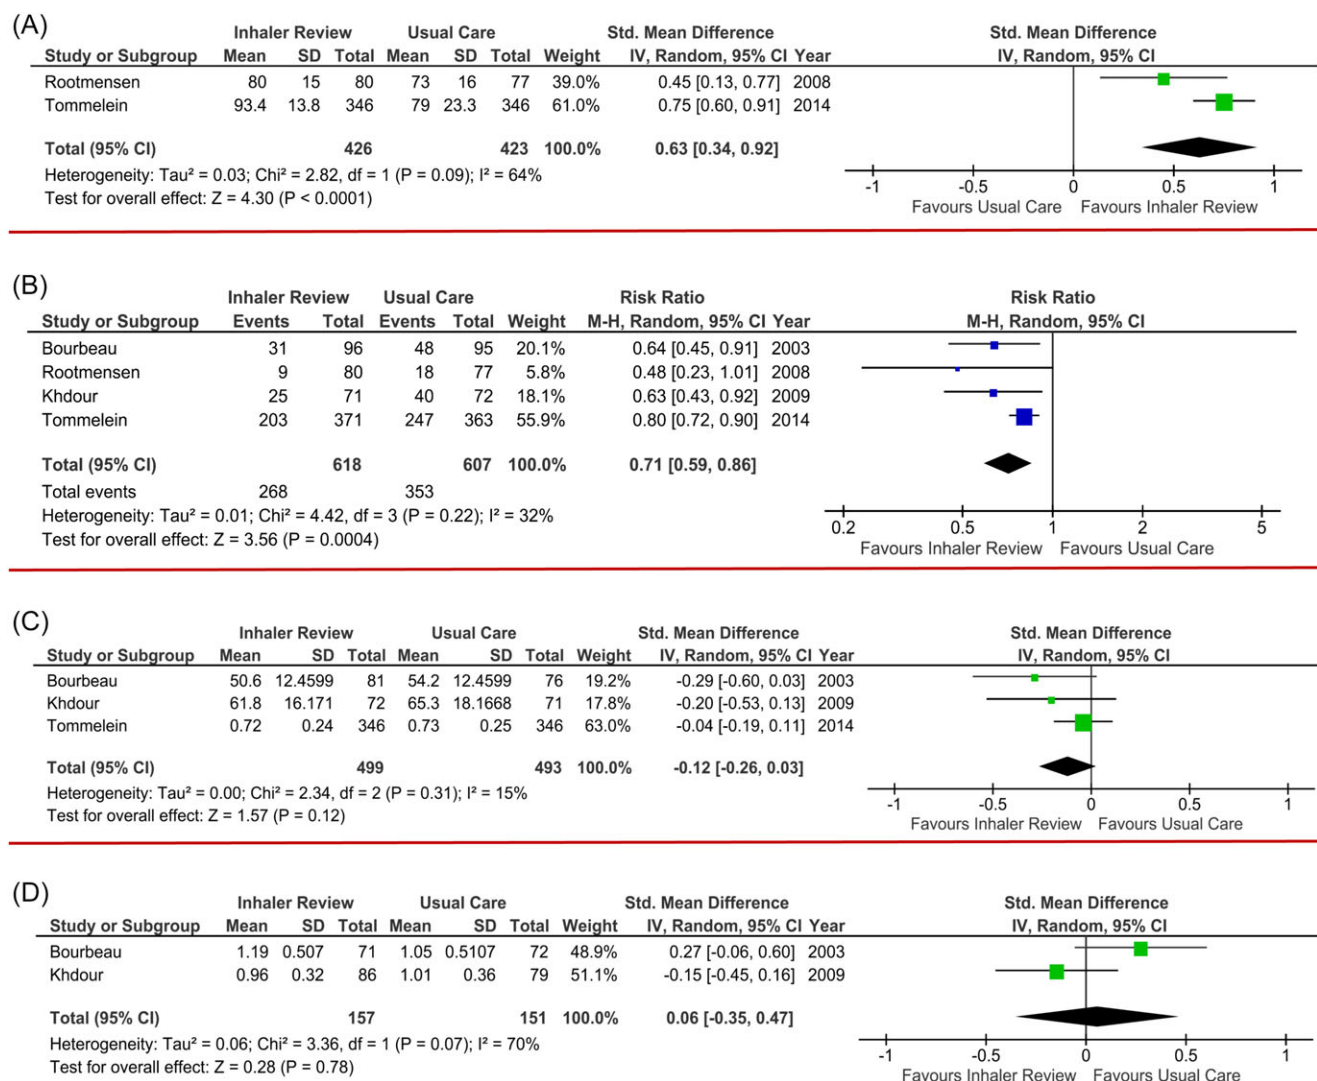 (A)
Inhaler Review Usual Care Std. Mean Difference Std. Mean Difference
Study or Subgroup Mean SD Total Mean SD Total Weight IV, Random, 95% CI Year IV, Random, 95% CI
Rootmensen 80 15 80 73 16 77 39.0% 0.45 [0.13, 0.77] 2008
Tommelein 93.4 13.8 346 79 23.3 346 61.0% 0.75 [0.60, 0.91] 2014
Total (95% CI) 426 423 100.0% 0.63 [0.34, 0.92]
Heterogeneity: Tau² = 0.03; Chi² = 2.82, df = 1 (P = 0.09); I² = 64%
Test for overall effect: Z = 4.30 (P < 0.0001)
-1 -0.5 0 0.5 1
Favours Usual Care Favours Inhaler Review
(B)
Inhaler Review Usual Care Risk Ratio Risk Ratio
Study or Subgroup Events Total Events Total Weight M-H, Random, 95% CI Year M-H, Random, 95% CI
Bourbeau 31 96 48 95 20.1% 0.64 [0.45, 0.91] 2003
Rootmensen 9 80 18 77 5.8% 0.48 [0.23, 1.01] 2008
Khdour 25 71 40 72 18.1% 0.63 [0.43, 0.92] 2009
Tommelein 203 371 247 363 55.9% 0.80 [0.72, 0.90] 2014
Total (95% CI) 618 607 100.0% 0.71 [0.59, 0.86]
Total events 268 353
Heterogeneity: Tau² = 0.01; Chi² = 4.42, df = 3 (P = 0.22); I² = 32%
Test for overall effect: Z = 3.56 (P = 0.0004)
0.2 0.5 1 2 5
Favours Inhaler Review Favours Usual Care
(C)
Inhaler Review Usual Care Std. Mean Difference Std. Mean Difference
Study or Subgroup Mean SD Total Mean SD Total Weight IV, Random, 95% CI Year IV, Random, 95% CI
Bourbeau 50.6 12.4599 81 54.2 12.4599 76 19.2% -0.29 [-0.60, 0.03] 2003
Khdour 61.8 16.171 72 65.3 18.1668 71 17.8% -0.20 [-0.53, 0.13] 2009
Tommelein 0.72 0.24 346 0.73 0.25 346 63.0% -0.04 [-0.19, 0.11] 2014
Total (95% CI) 499 493 100.0% -0.12 [-0.26, 0.03]
Heterogeneity: Tau² = 0.00; Chi² = 2.34, df = 2 (P = 0.31); I² = 15%
Test for overall effect: Z = 1.57 (P = 0.12)
-1 -0.5 0 0.5 1
Favours Inhaler Review Favours Usual Care
(D)
Inhaler Review Usual Care Std. Mean Difference Std. Mean Difference
Study or Subgroup Mean SD Total Mean SD Total Weight IV, Random, 95% CI Year IV, Random, 95% CI
Bourbeau 1.19 0.507 71 1.05 0.5107 72 48.9% 0.27 [-0.06, 0.60] 2003
Khdour 0.96 0.32 86 1.01 0.36 79 51.1% -0.15 [-0.45, 0.16] 2009
Total (95% CI) 157 151 100.0% 0.06 [-0.35, 0.47]
Heterogeneity: Tau² = 0.06; Chi² = 3.36, df = 1 (P = 0.07); I² = 70%
Test for overall effect: Z = 0.28 (P = 0.78)
-1 -0.5 0 0.5 1
Favours Inhaler Review Favours Usual Care